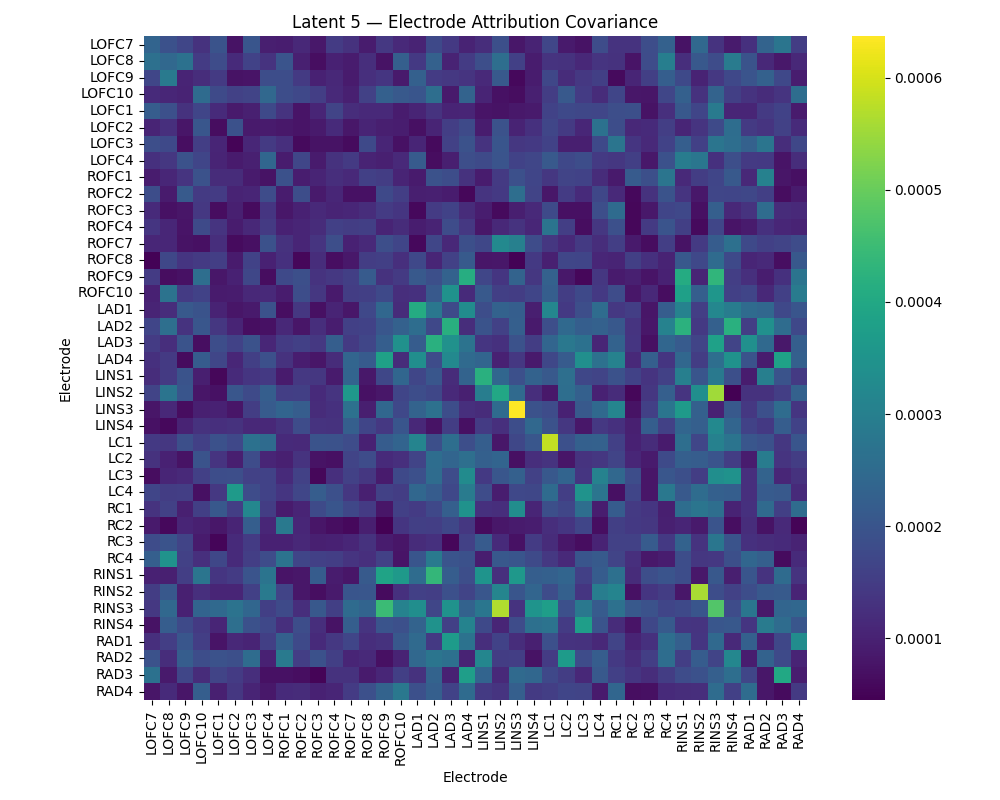 Latent 5 — Electrode Attribution Covariance
LOFC7
LOFC8
LOFC9
LOFC10
LOFC1
LOFC2
LOFC3
LOFC4
ROFC1
ROFC2
ROFC3
ROFC4
ROFC7
ROFC8
ROFC9
ROFC10
LAD1
LAD2
LAD3
LAD4
LINS1
LINS2
LINS3
LINS4
LC1
LC2
LC3
LC4
RC1
RC2
RC3
RC4
RINS1
RINS2
RINS3
RINS4
RAD1
RAD2
RAD3
RAD4
Electrode
LOFC7
LOFC8
LOFC9
LOFC10
LOFC1
LOFC2
LOFC3
LOFC4
ROFC1
ROFC2
ROFC3
ROFC4
ROFC7
ROFC8
ROFC9
ROFC10
LAD1
LAD2
LAD3
LAD4
LINS1
LINS2
LINS3
LINS4
LC1
LC2
LC3
LC4
RC1
RC2
RC3
RC4
RINS1
RINS2
RINS3
RINS4
RAD1
RAD2
RAD3
RAD4
Electrode
0.0006
0.0005
0.0004
0.0003
0.0002
0.0001